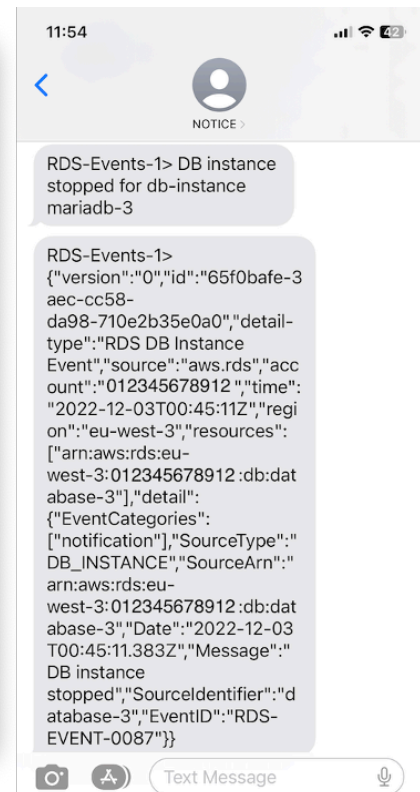 11:54
42
NOTICE
RDS-Events-1> DB instance
stopped for db-instance
mariadb-3
RDS-Events-1>
{"version":"0","id":"65f0bafe-3
aec-cc58-
da98-710e2b35e0a0","detail-
type":"RDS DB Instance
Event","source":"aws.rds","acc
ount":"012345678912 ","time":
"2022-12-03T00:45:11Z","regi
on":"eu-west-3","resources":
["arn:aws:rds:eu-
west-3:012345678912 :db:dat
abase-3"],"detail":
{"EventCategories":
["notification"],"SourceType":"
DB_INSTANCE","SourceArn":"
arn:aws:rds:eu-
west-3:012345678912 :db:dat
abase-3","Date":"2022-12-03
T00:45:11.383Z","Message":"
DB instance
stopped","SourceIdentifier":"d
atabase-3","EventID":"RDS-
EVENT-0087"}}
Text Message